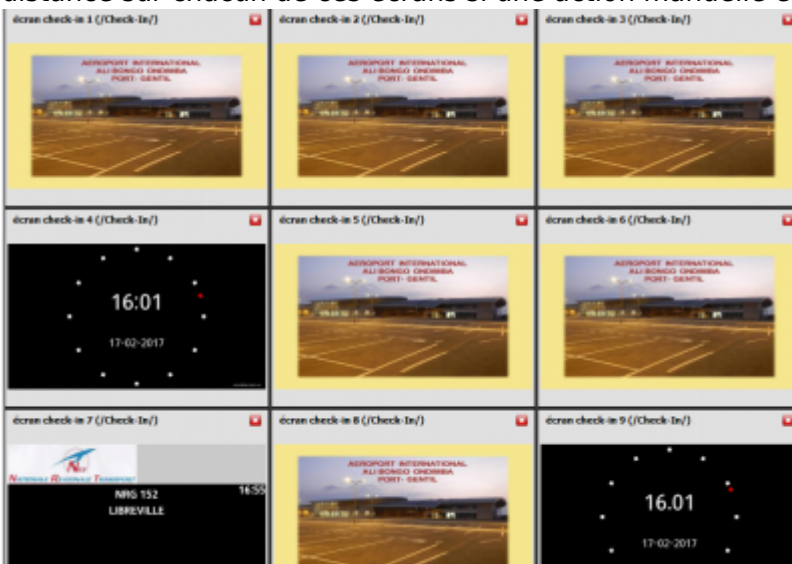 distance sur chacun de ces écrans si une action manuelle
écran check-in 1 (/Check-In/)
écran check-in 2 (/Check-In/)
écran check-in 3 (/Check-In/)
AEROPORT INTERNATIONAL
ALI BONGO ONDIMBA
PORT- GENTIL
AEROPORT INTERNATIONAL
ALI BONGO ONDIMBA
PORT- GENTIL
AEROPORT INTERNATIONAL
ALI BONGO ONDIMBA
PORT- GENTIL
écran check-in 4 (/Check-In/)
écran check-in 5 (/Check-In/)
écran check-in 6 (/Check-In/)
16:01
17-02-2017
AEROPORT INTERNATIONAL
ALI BONGO ONDIMBA
PORT- GENTIL
AEROPORT INTERNATIONAL
ALI BONGO ONDIMBA
PORT- GENTIL
écran check-in 7 (/Check-In/)
écran check-in 8 (/Check-In/)
écran check-in 9 (/Check-In/)
NATIONALE REGIONALE TRANSPORT
NRG 152
16:55
LIBREVILLE
AEROPORT INTERNATIONAL
ALI BONGO ONDIMBA
PORT- GENTIL
16.01
17-02-2017